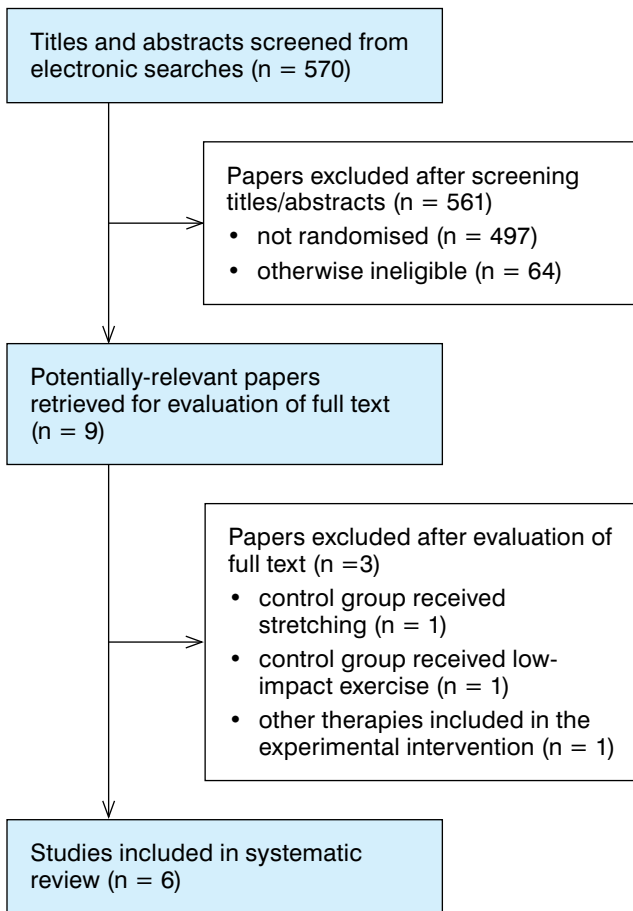 Titles and abstracts screened from
electronic searches (n = 570)
Papers excluded after screening
titles/abstracts (n = 561)
• not randomised (n = 497)
• otherwise ineligible (n = 64)
Potentially-relevant papers
retrieved for evaluation of full text
(n = 9)
Papers excluded after evaluation of
full text (n =3)
• control group received
stretching (n = 1)
• control group received low-
impact exercise (n = 1)
• other therapies included in the
experimental intervention (n = 1)
Studies included in systematic
review (n = 6)